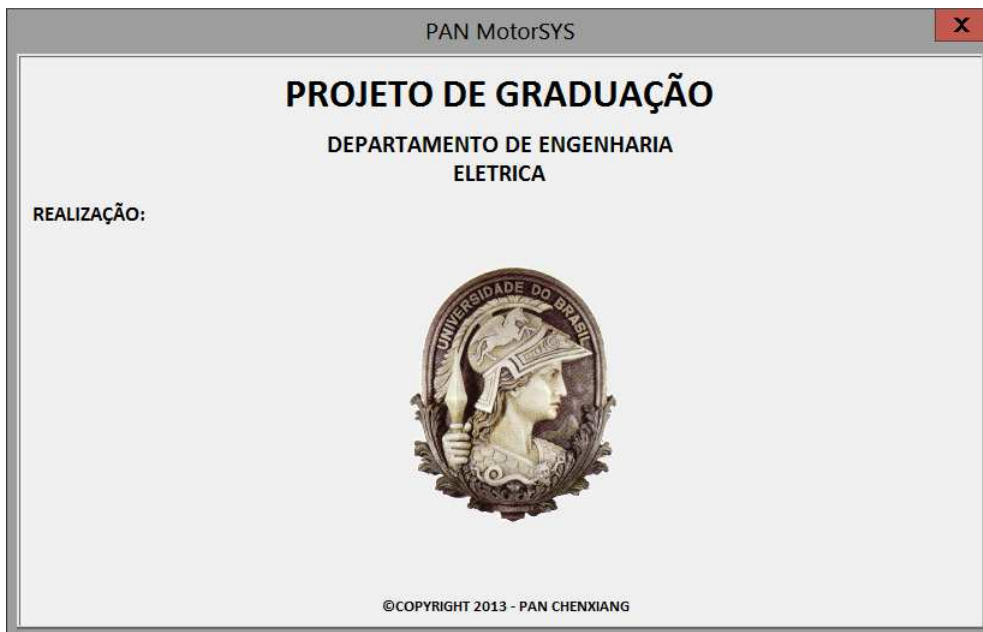 PAN MotorSYS
X
PROJETO DE GRADUAÇÃO
DEPARTAMENTO DE ENGENHARIA
ELETRICA
REALIZAÇÃO:
UNIVERSIDADE DO BRASIL
©COPYRIGHT 2013 - PAN CHENXIANG